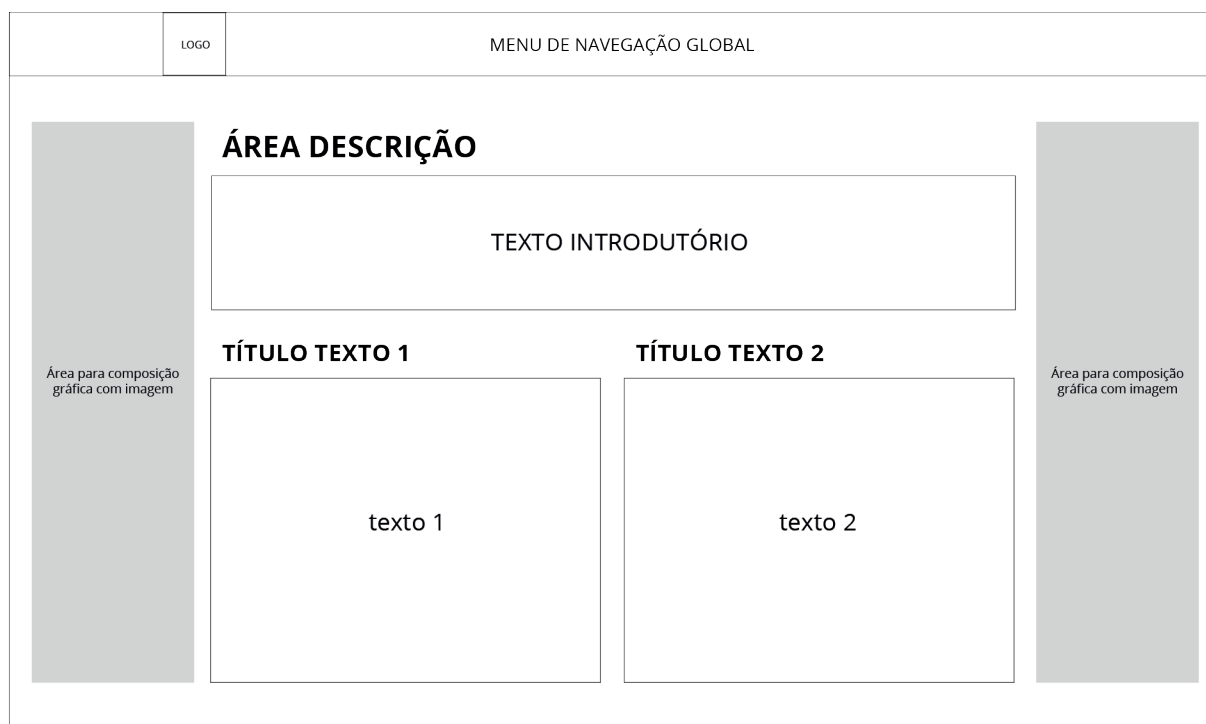 LOGO
MENU DE NAVEGAÇÃO GLOBAL
ÁREA DESCRIÇÃO
TEXTO INTRODUTÓRIO
Área para composição
gráfica com imagem
TÍTULO TEXTO 1
texto 1
TÍTULO TEXTO 2
texto 2
Área para composição
gráfica com imagem